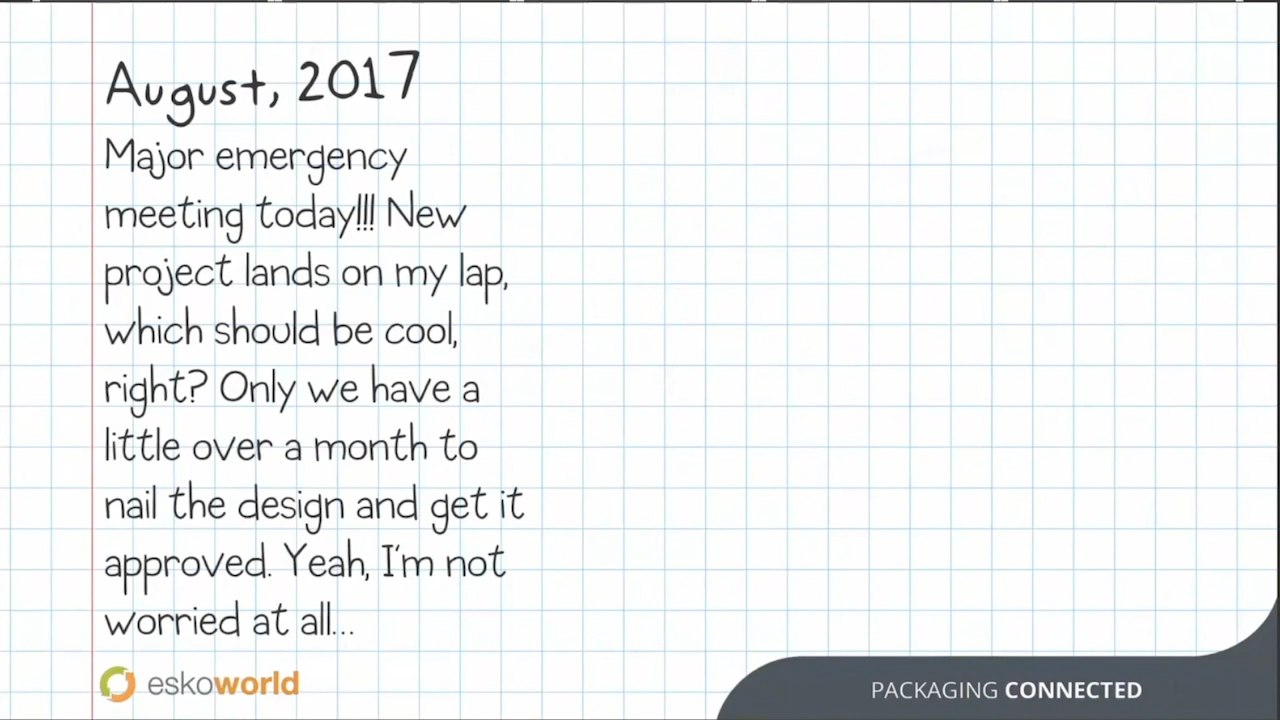 August, 2017
Major emergency
meeting today!!! New
project lands on my lap,
which should be cool,
right? Only we have a
little over a month to
nail the design and get it
approved. Yeah, I'm not
worried at all...
eskoworld
PACKAGING CONNECTED